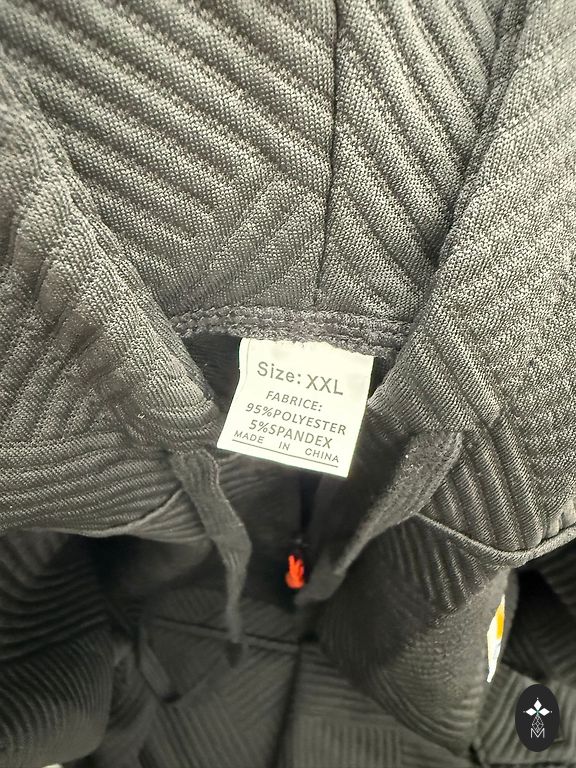 Size: XXL
FABRICE:
95%POLYESTER
5%SPANDEX
MADE IN CHINA
M